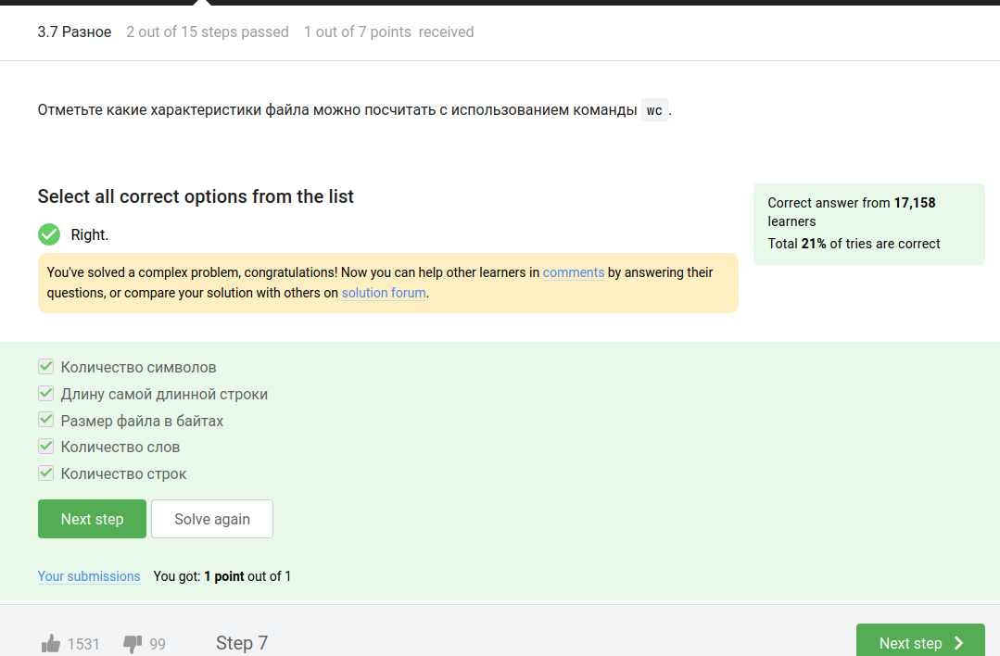 3.7 Разное 2 out of 15 steps passed 1 out of 7 points received
Отметьте какие характеристики файла можно посчитать с использованием команды wc.
Select all correct options from the list
Right.
You've solved a complex problem, congratulations! Now you can help other learners in comments by answering their
questions, or compare your solution with others on solution forum.
Correct answer from 17,158
learners
Total 21% of tries are correct
Количество символов
Длину самой длинной строки
Размер файла в байтах
Количество слов
Количество строк
Next step Solve again
Your submissions You got: 1 point out of 1
1531 99 Step 7 Next step